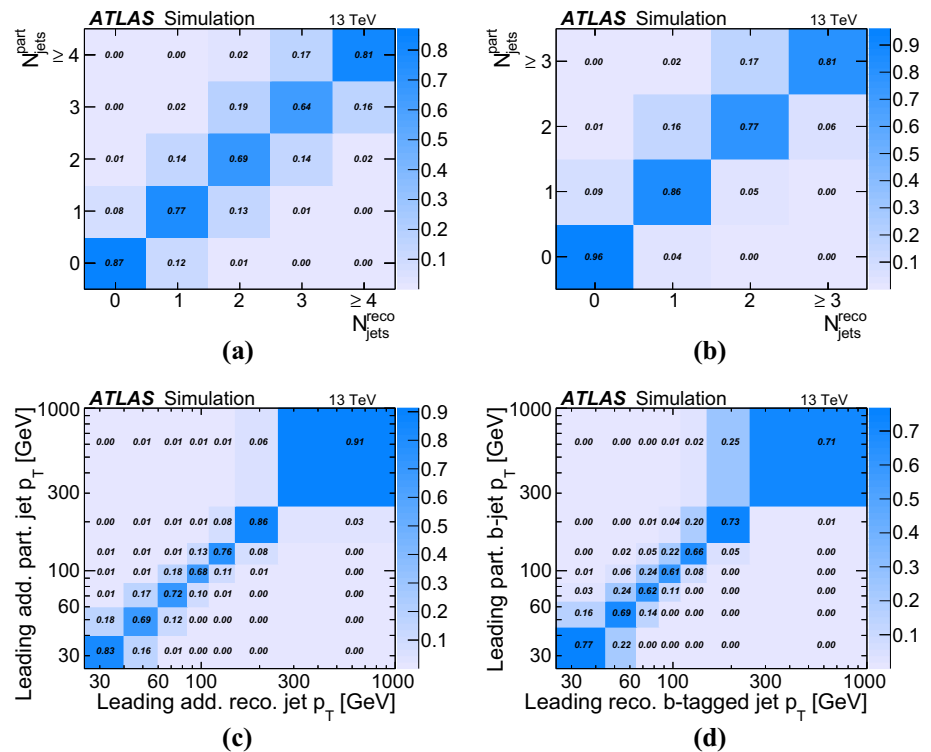 ATLAS Simulation 13 TeV
≥ 4 0.00 0.00 0.02 0.17 0.81 0.8
3 0.00 0.02 0.19 0.64 0.16 0.7
0.6
2 0.01 0.14 0.69 0.14 0.02 0.5
0.4
1 0.08 0.77 0.13 0.01 0.00 0.3
0.2
0 0.87 0.12 0.01 0.00 0.00 0.1
0 1 2 3 ≥ 4
N part jets
N reco jets
(a)
ATLAS Simulation 13 TeV
≥ 3 0.00 0.02 0.17 0.81 0.9
0.8
0.7
2 0.01 0.16 0.77 0.06 0.6
0.5
1 0.09 0.86 0.05 0.00 0.4
0.3
0.2
0 0.96 0.04 0.00 0.00 0.1
0 1 2 ≥ 3
N part jets
N reco jets
(b)
ATLAS Simulation 13 TeV
1000 0.9
0.00 0.01 0.01 0.01 0.01 0.06 0.91 0.8
300 0.7
0.00 0.01 0.01 0.01 0.08 0.86 0.03 0.6
0.01 0.01 0.01 0.13 0.76 0.08 0.00 0.5
100 0.01 0.01 0.18 0.68 0.11 0.01 0.00 0.4
0.01 0.17 0.72 0.10 0.01 0.00 0.00 0.3
60 0.18 0.69 0.12 0.00 0.00 0.00 0.00 0.2
30 0.83 0.16 0.01 0.00 0.00 0.00 0.00 0.1
30 60 100 300 1000
Leading add. part. jet pT [GeV]
Leading add. reco. jet pT [GeV]
(c)
ATLAS Simulation 13 TeV
1000
0.00 0.00 0.00 0.01 0.02 0.25 0.71 0.7
300 0.6
0.00 0.00 0.01 0.04 0.20 0.73 0.01 0.5
0.00 0.02 0.05 0.22 0.66 0.05 0.00 0.4
100 0.00 0.06 0.24 0.61 0.08 0.00 0.00
0.03 0.24 0.62 0.11 0.00 0.00 0.00 0.3
60 0.16 0.69 0.14 0.00 0.00 0.00 0.00 0.2
30 0.77 0.22 0.00 0.00 0.00 0.00 0.00 0.1
30 60 100 300 1000
Leading part. b-jet pT [GeV]
Leading reco. b-tagged jet pT [GeV]
(d)